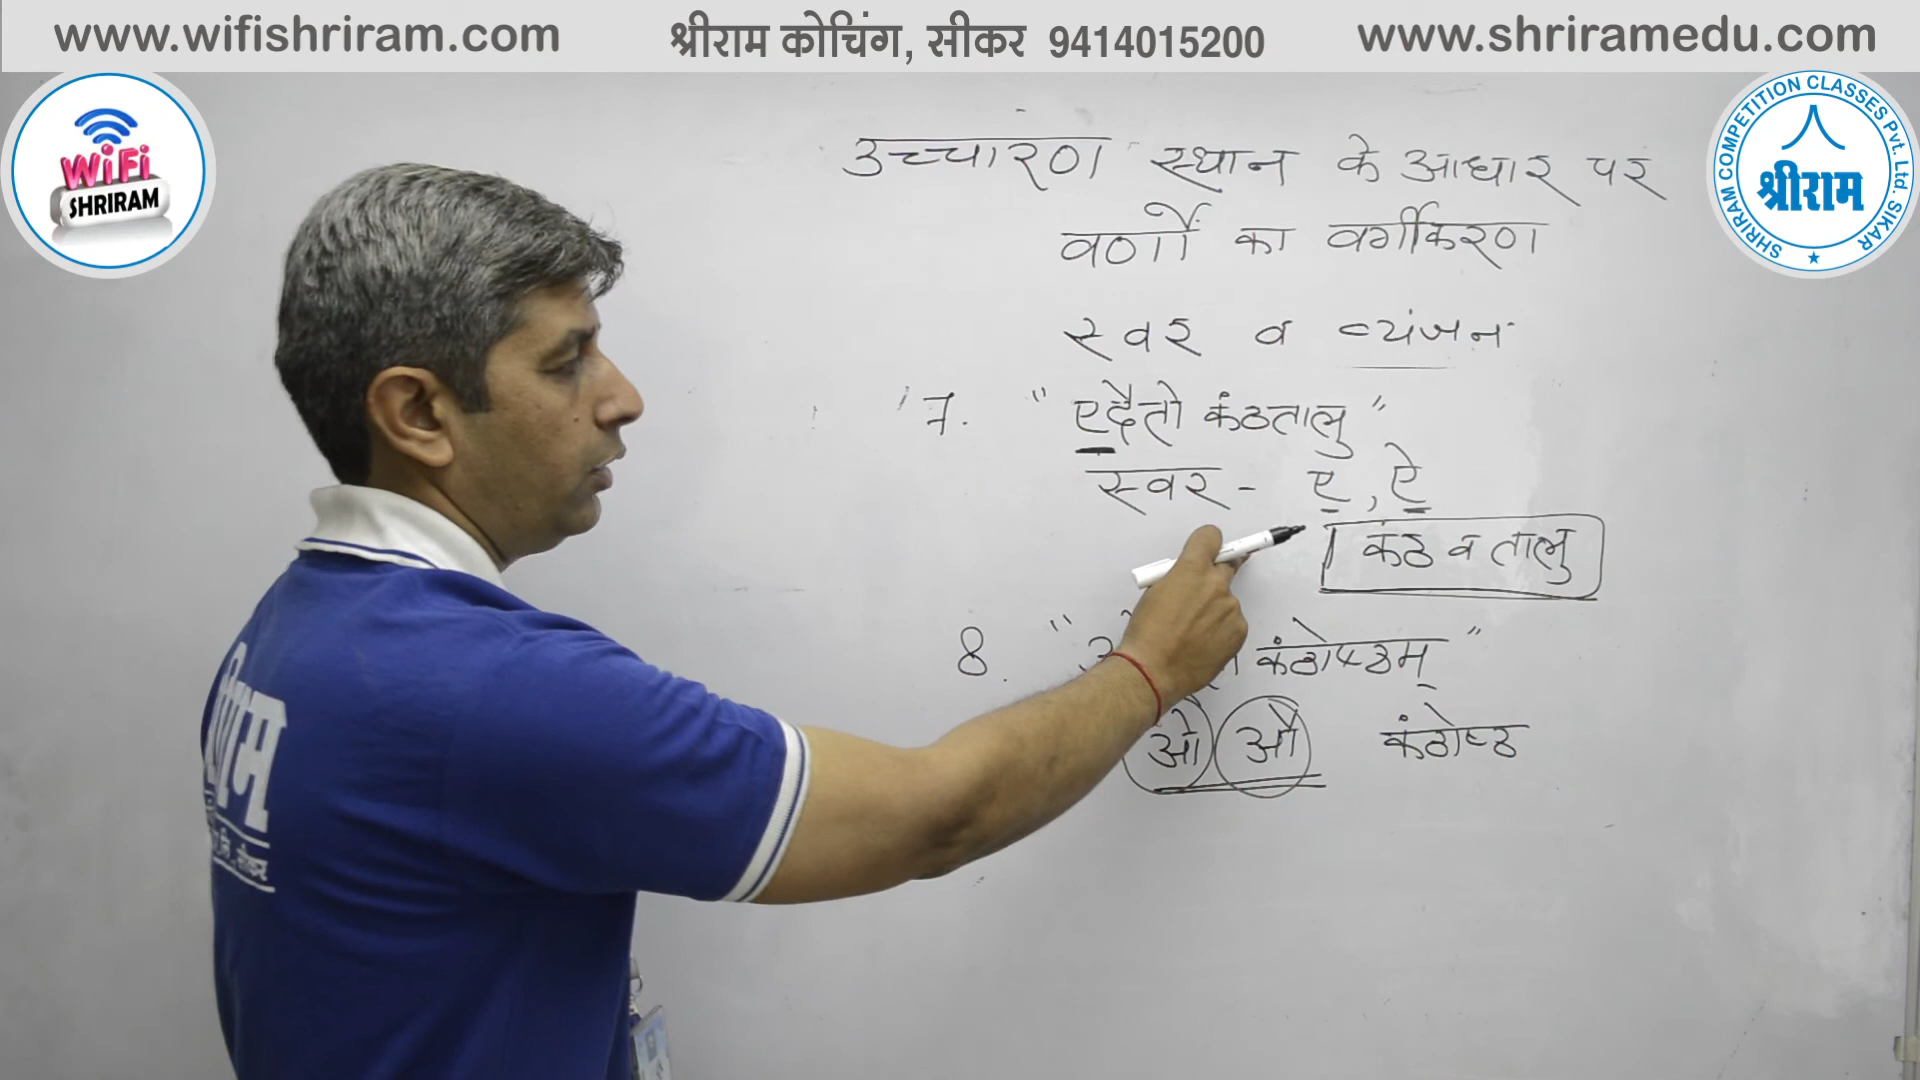 www.wifishriram.com श्रीराम कोचिंग, सीकर 9414015200 www.shriramedu.com
WiFi
SHRIRAM
SHRIRAM COMPETITION CLASSES Pvt. Ltd. SIKAR
श्रीराम
उच्चारण स्थान के आधार पर
वर्णों का वर्गीकरण
स्वर व व्यंजन
7. "एदैतो कंठतालु"
स्वर - ए, ऐ
कंठ व तालु
8. " कंठोष्ठम्"
ओ औ कंठोष्ठ
सीकर